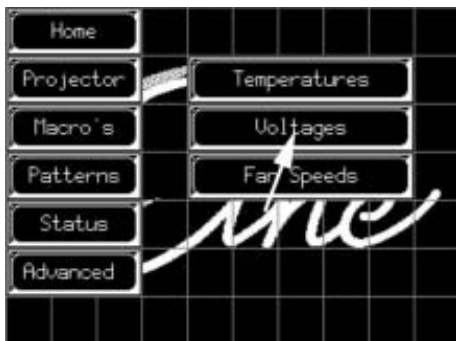 Home
Projector
Macro's
Patterns
Status
Advanced
Temperatures
Voltages
Fan Speeds